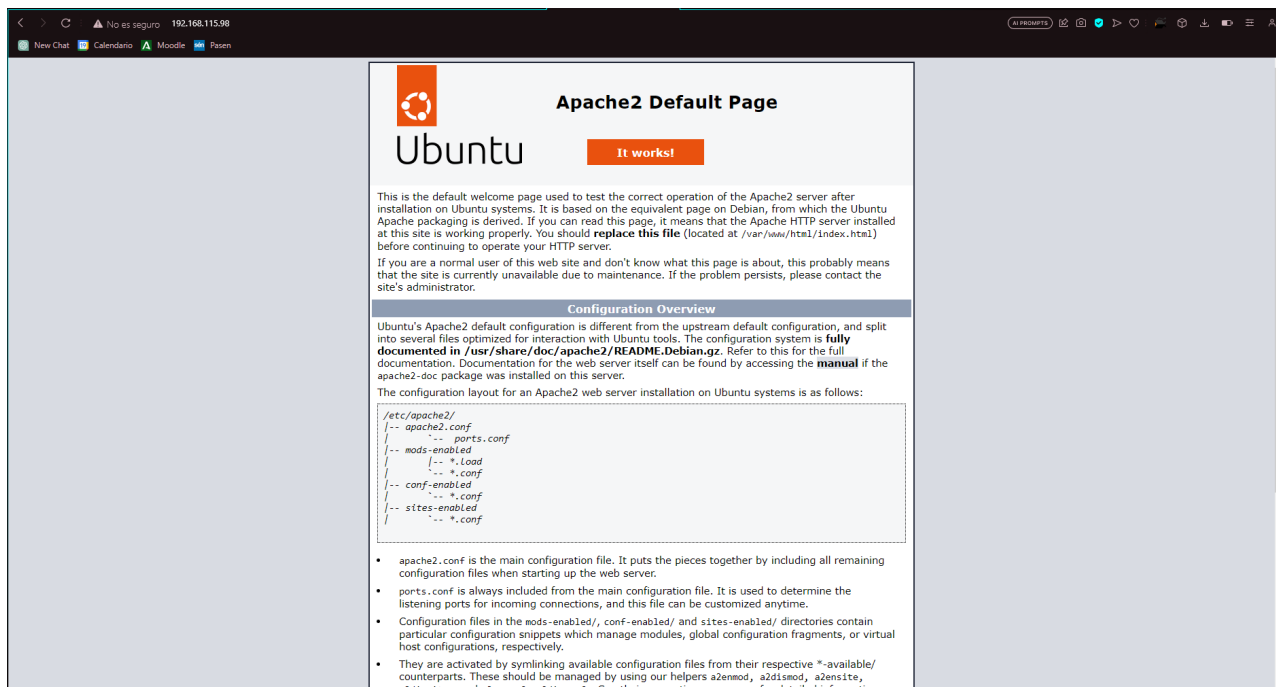 No es seguro 192.168.115.98
AI PROMPTS
New Chat Calendario Moodle Pasen
Apache2 Default Page
Ubuntu
It works!
This is the default welcome page used to test the correct operation of the Apache2 server after
installation on Ubuntu systems. It is based on the equivalent page on Debian, from which the Ubuntu
Apache packaging is derived. If you can read this page, it means that the Apache HTTP server installed
at this site is working properly. You should replace this file (located at /var/www/html/index.html)
before continuing to operate your HTTP server.
If you are a normal user of this web site and don't know what this page is about, this probably means
that the site is currently unavailable due to maintenance. If the problem persists, please contact the
site's administrator.
Configuration Overview
Ubuntu's Apache2 default configuration is different from the upstream default configuration, and split
into several files optimized for interaction with Ubuntu tools. The configuration system is fully
documented in /usr/share/doc/apache2/README.Debian.gz. Refer to this for the full
documentation. Documentation for the web server itself can be found by accessing the manual if the
apache2-doc package was installed on this server.
The configuration layout for an Apache2 web server installation on Ubuntu systems is as follows:
/etc/apache2/
|-- apache2.conf
|       `--  ports.conf
|-- mods-enabled
|       |-- *.load
|       `-- *.conf
|-- conf-enabled
|       `-- *.conf
|-- sites-enabled
|       `-- *.conf
• apache2.conf is the main configuration file. It puts the pieces together by including all remaining
configuration files when starting up the web server.
• ports.conf is always included from the main configuration file. It is used to determine the
listening ports for incoming connections, and this file can be customized anytime.
• Configuration files in the mods-enabled/, conf-enabled/ and sites-enabled/ directories contain
particular configuration snippets which manage modules, global configuration fragments, or virtual
host configurations, respectively.
• They are activated by symlinking available configuration files from their respective *-available/
counterparts. These should be managed by using our helpers a2enmod, a2dismod, a2ensite,